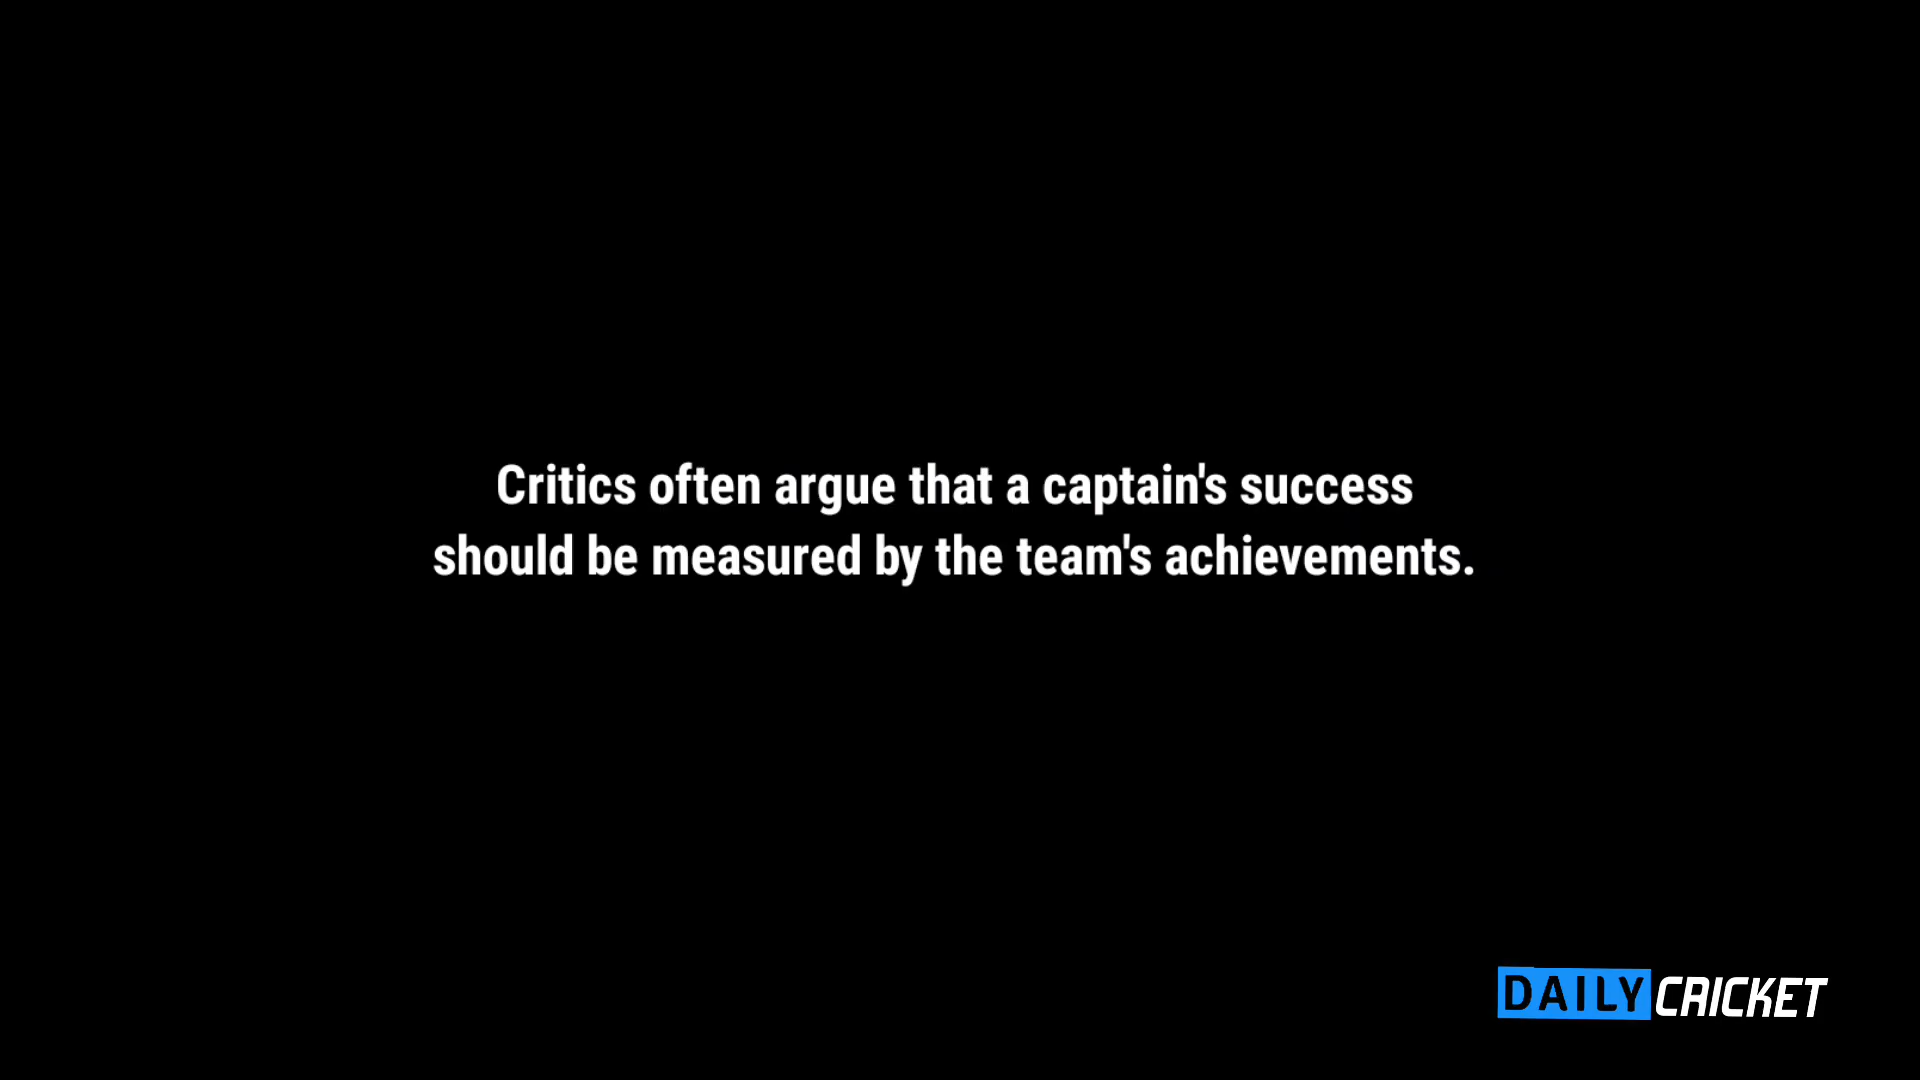 Critics often argue that a captain's success
should be measured by the team's achievements.
DAILY CRICKET